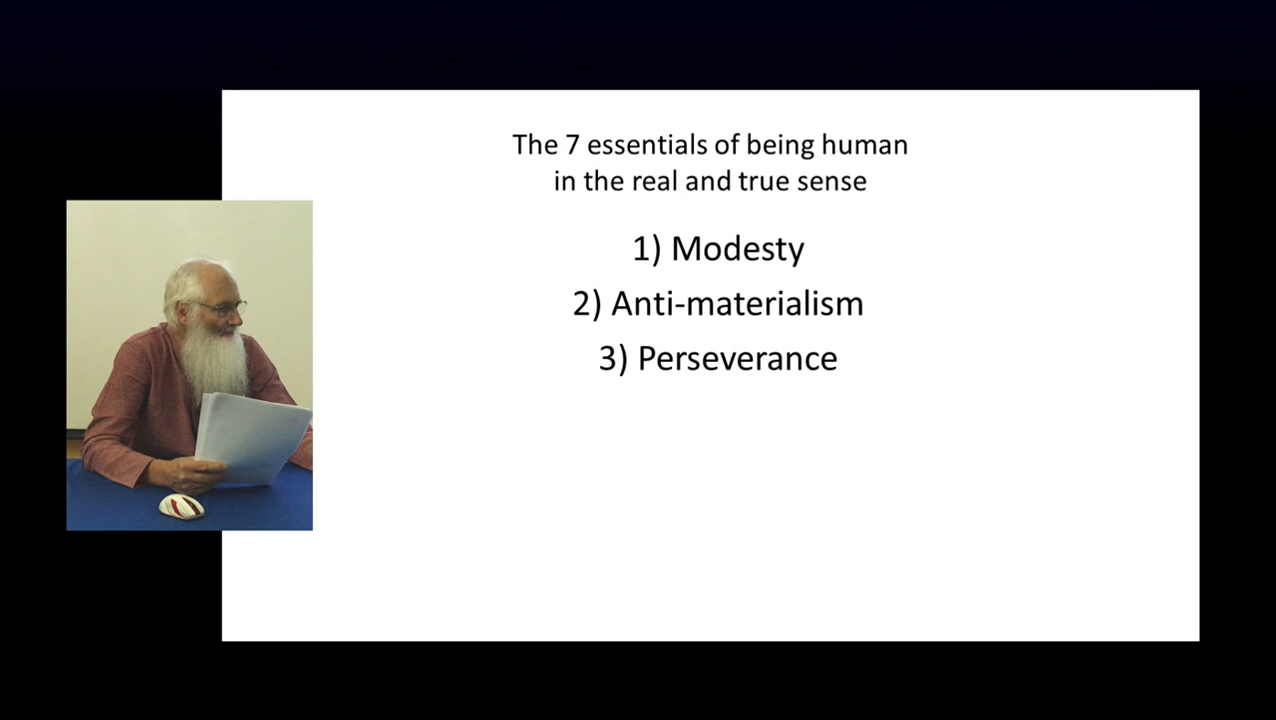 The 7 essentials of being human
in the real and true sense
1) Modesty
2) Anti-materialism
3) Perseverance